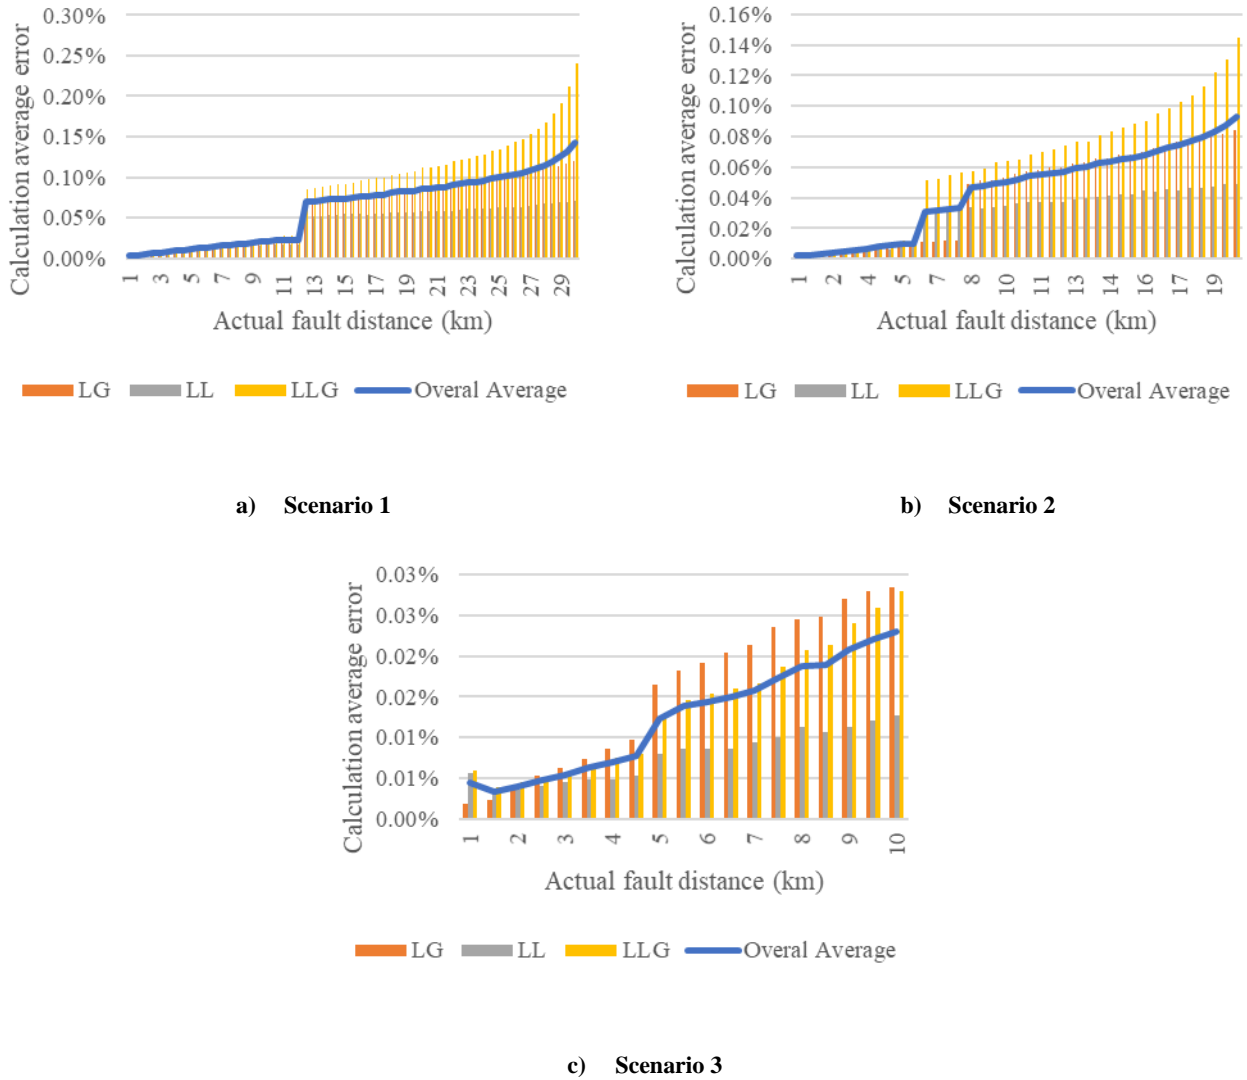 0.30%
0.25%
0.20%
0.15%
0.10%
0.05%
0.00%
Calculation average error
1 3 5 7 9 11 13 15 17 19 21 23 25 27 29
Actual fault distance (km)
LG LL LLG Overal Average
a) Scenario 1
0.16%
0.14%
0.12%
0.10%
0.08%
0.06%
0.04%
0.02%
0.00%
Calculation average error
1 2 4 5 7 8 10 11 13 14 16 17 19
Actual fault distance (km)
LG LL LLG Overal Average
b) Scenario 2
0.03%
0.03%
0.02%
0.02%
0.01%
0.01%
0.00%
Calculation average error
1 2 3 4 5 6 7 8 9 10
Actual fault distance (km)
LG LL LLG Overal Average
c) Scenario 3